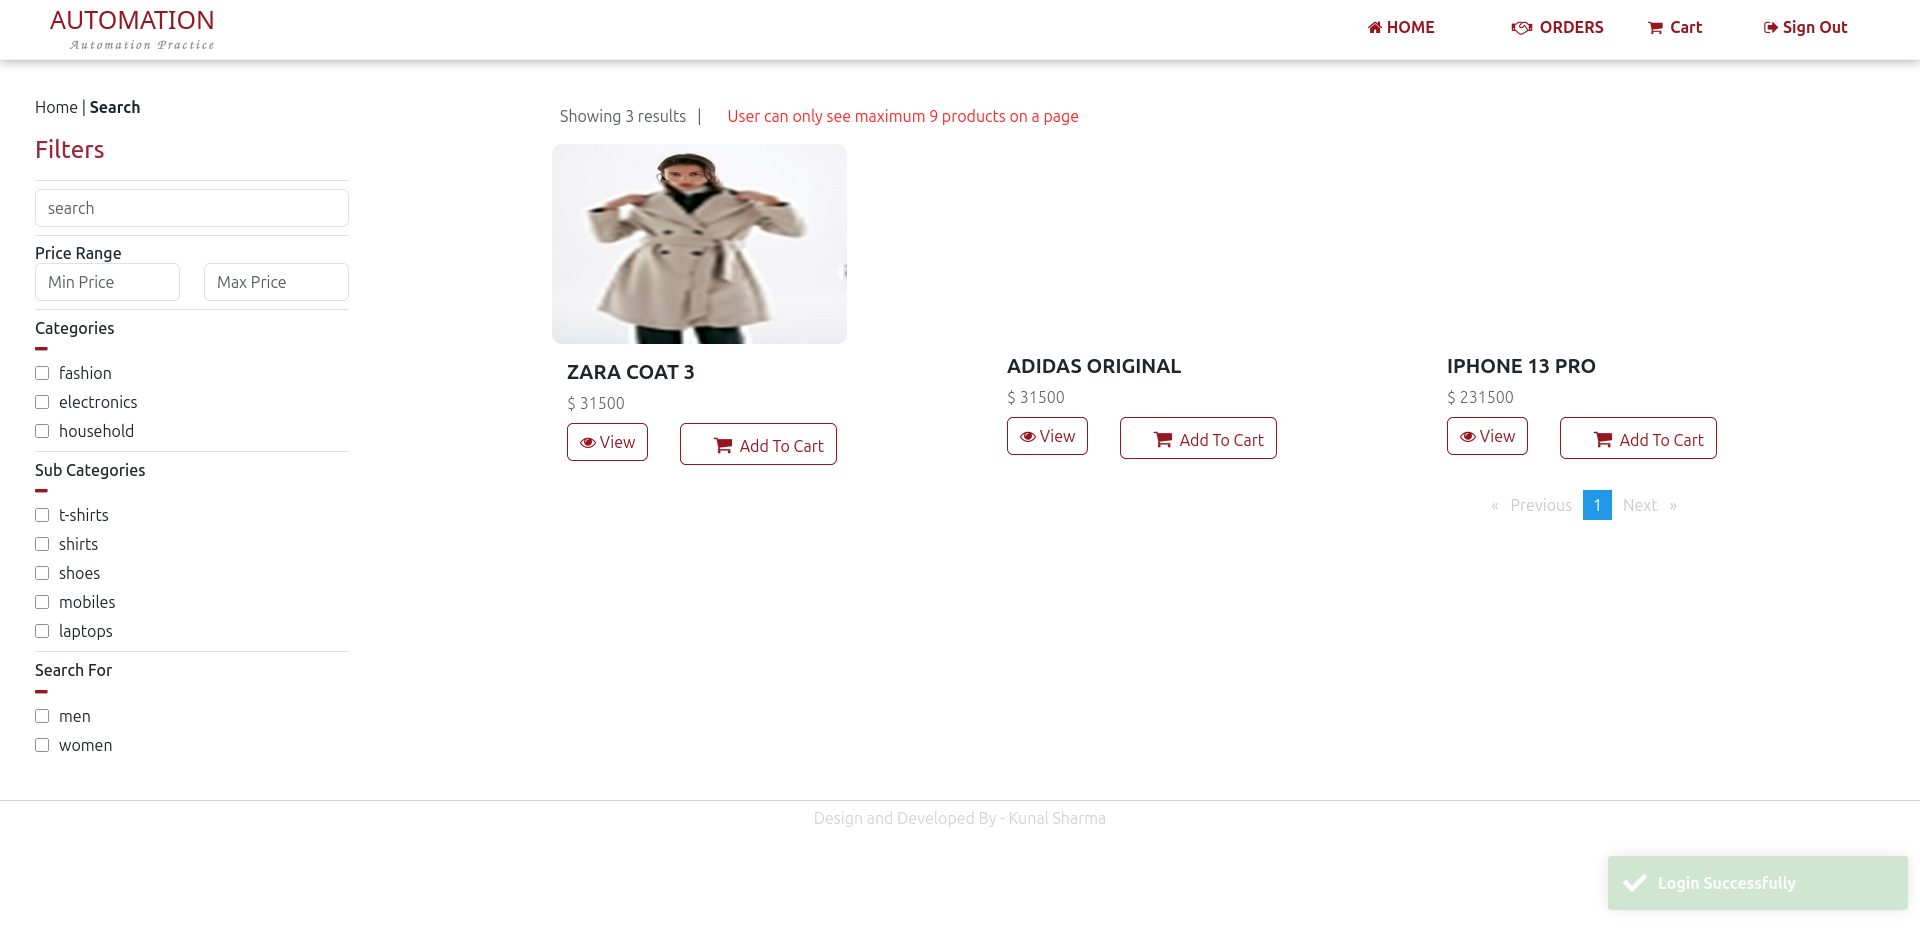 AUTOMATION
Automation Practice
HOME
ORDERS
Cart
Sign Out
Home | Search
Filters
search
Price Range
Min Price
Max Price
Categories
fashion
electronics
household
Sub Categories
t-shirts
shirts
shoes
mobiles
laptops
Search For
men
women
Showing 3 results |
User can only see maximum 9 products on a page
ZARA COAT 3
$ 31500
View
Add To Cart
ADIDAS ORIGINAL
$ 31500
View
Add To Cart
IPHONE 13 PRO
$ 231500
View
Add To Cart
« Previous 1 Next »
Design and Developed By - Kunal Sharma
Login Successfully